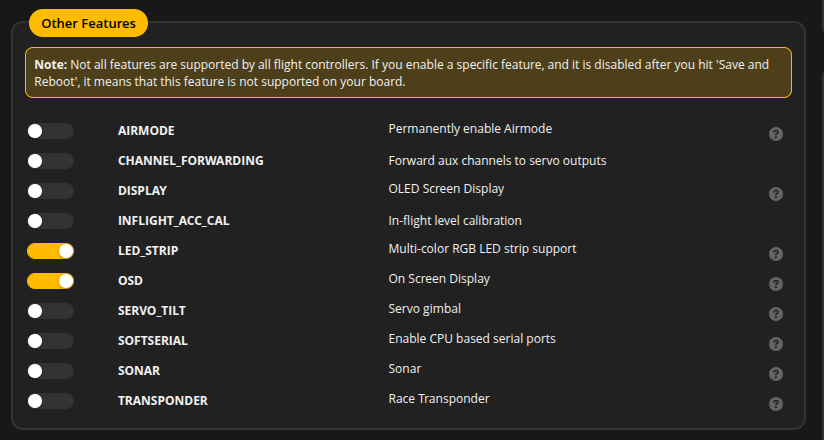 Other Features
Note: Not all features are supported by all flight controllers. If you enable a specific feature, and it is disabled after you hit 'Save and
Reboot', it means that this feature is not supported on your board.
AIRMODE Permanently enable Airmode ?
CHANNEL_FORWARDING Forward aux channels to servo outputs
DISPLAY OLED Screen Display ?
INFLIGHT_ACC_CAL In-flight level calibration
LED_STRIP Multi-color RGB LED strip support ?
OSD On Screen Display ?
SERVO_TILT Servo gimbal ?
SOFTSERIAL Enable CPU based serial ports ?
SONAR Sonar ?
TRANSPONDER Race Transponder ?